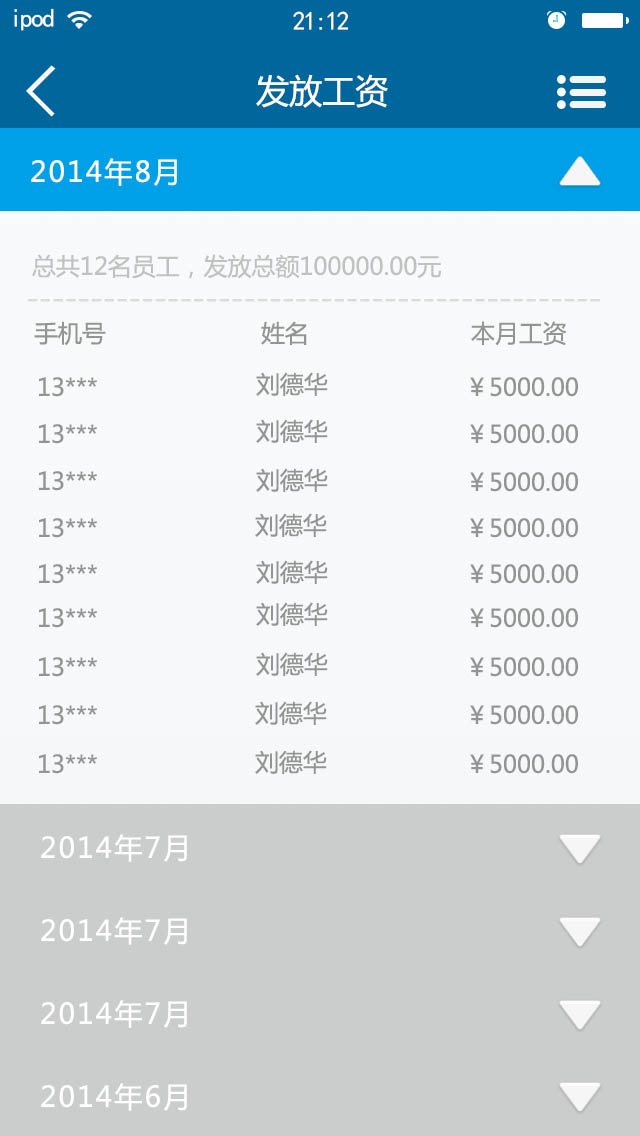 ipod 21:12
发放工资
2014年8月
总共12名员工，发放总额100000.00元
手机号 姓名 本月工资
13*** 刘德华 ¥5000.00
13*** 刘德华 ¥5000.00
13*** 刘德华 ¥5000.00
13*** 刘德华 ¥5000.00
13*** 刘德华 ¥5000.00
13*** 刘德华 ¥5000.00
13*** 刘德华 ¥5000.00
13*** 刘德华 ¥5000.00
13*** 刘德华 ¥5000.00
2014年7月
2014年7月
2014年7月
2014年6月